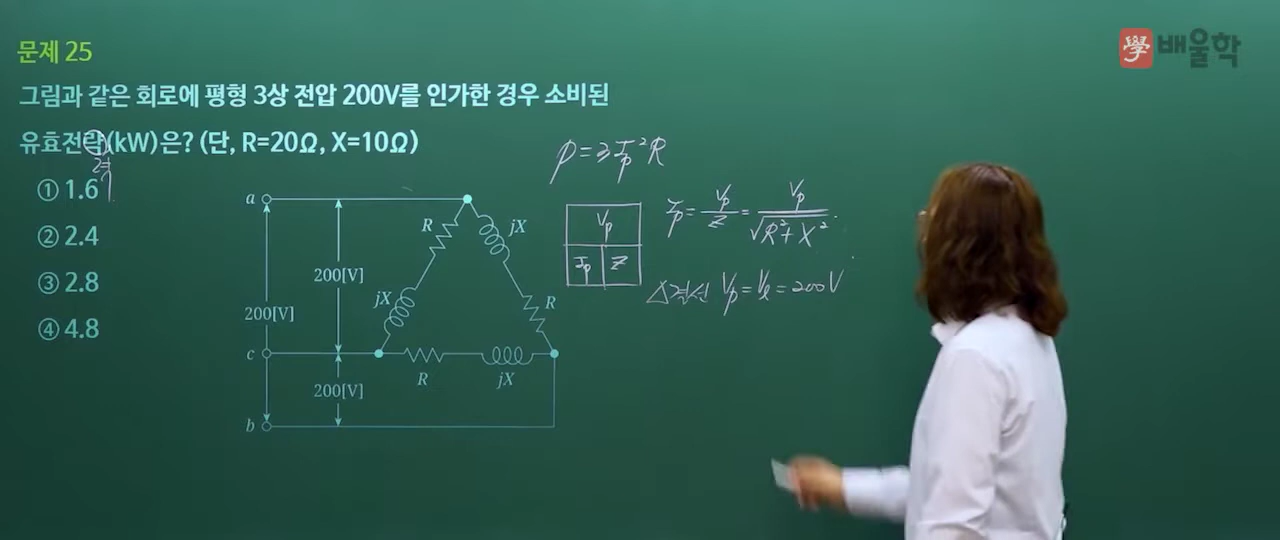 學 배울학
문제 25
그림과 같은 회로에 평형 3상 전압 200V를 인가한 경우 소비된
유효전력(kW)은? (단, R=20Ω, X=10Ω)
① 1.6
② 2.4
③ 2.8
④ 4.8
a
R
jX
200[V]
jX
R
200[V]
c
R
jX
200[V]
b
P=3Ip²R
Vp
Ip Z
Ip = Vp/Z = Vp/√R²+X²
△결선 Vp=Vl=200V